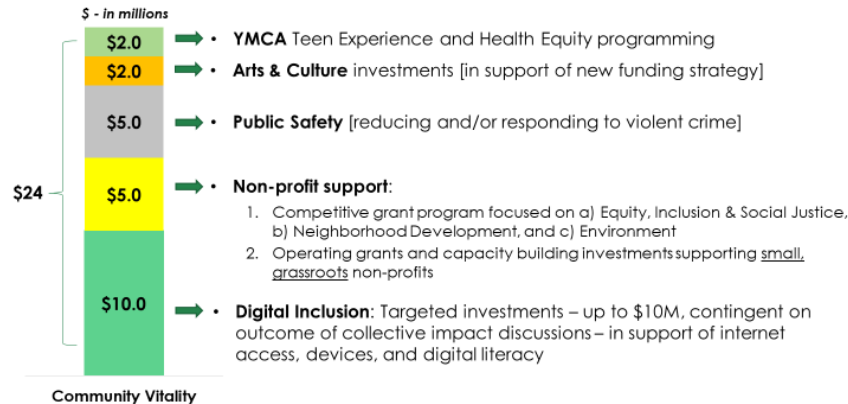 $ - in millions
$2.0
• YMCA Teen Experience and Health Equity programming
$2.0
• Arts & Culture investments [in support of new funding strategy]
$5.0
• Public Safety [reducing and/or responding to violent crime]
$24
$5.0
• Non-profit support:
1. Competitive grant program focused on a) Equity, Inclusion & Social Justice,
b) Neighborhood Development, and c) Environment
2. Operating grants and capacity building investments supporting small,
grassroots non-profits
$10.0
• Digital Inclusion: Targeted investments – up to $10M, contingent on
outcome of collective impact discussions – in support of internet
access, devices, and digital literacy
Community Vitality